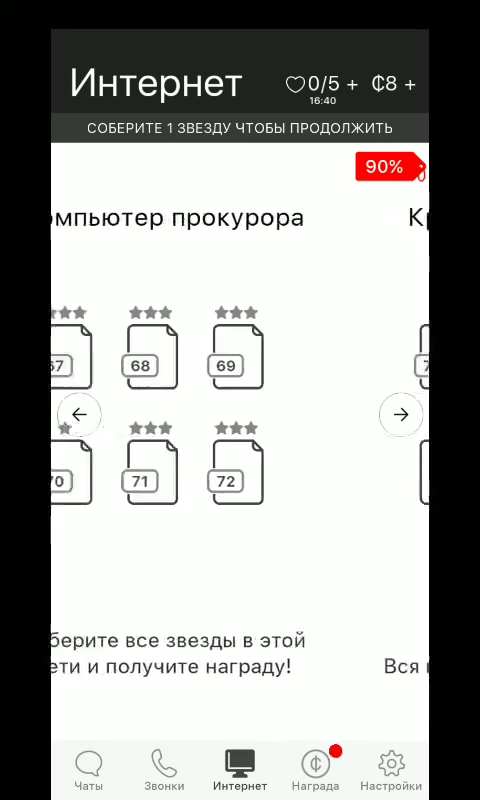 Интернет 0/5 + ₵8 +
16:40
СОБЕРИТЕ 1 ЗВЕЗДУ ЧТОБЫ ПРОДОЛЖИТЬ
90%
омпьютер прокурора
67 68 69
70 71 72
берите все звезды в этой
ети и получите награду!
Вся
Чаты Звонки Интернет Награда Настройки